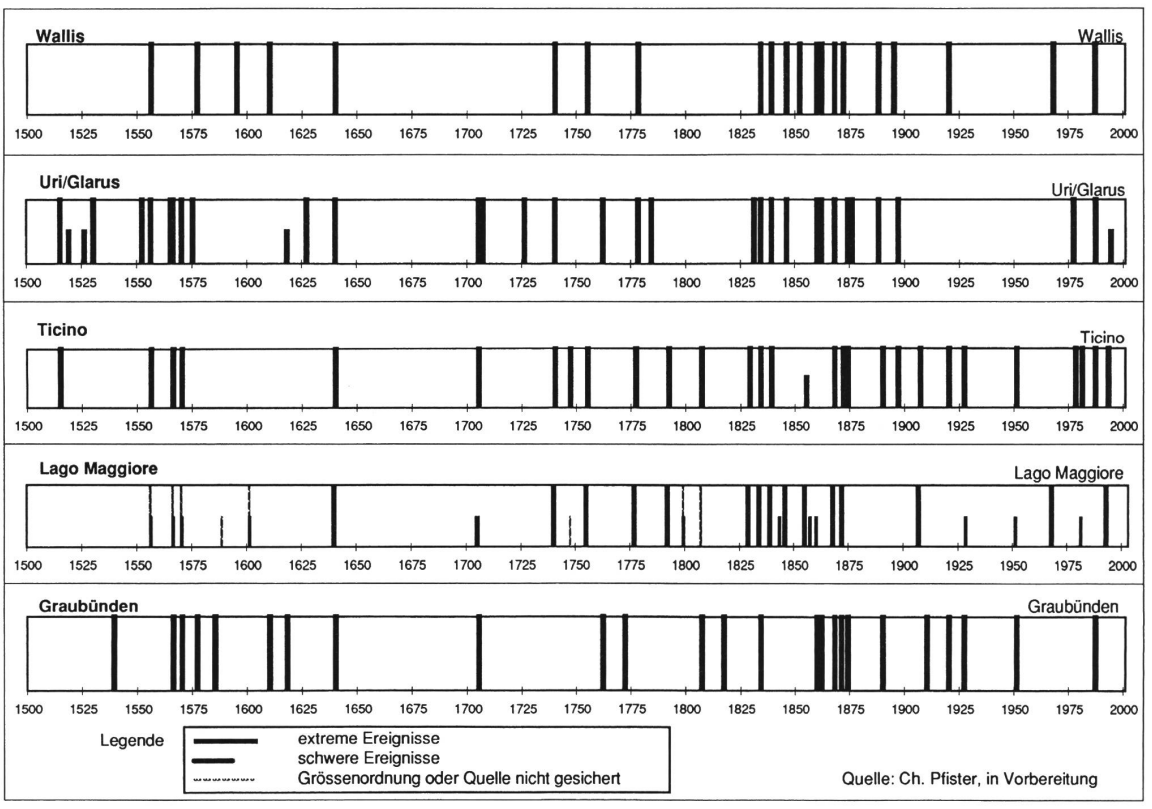 Wallis Wallis
1500 1525 1550 1575 1600 1625 1650 1675 1700 1725 1750 1775 1800 1825 1850 1875 1900 1925 1950 1975 2000
Uri/Glarus Uri/Glarus
1500 1525 1550 1575 1600 1625 1650 1675 1700 1725 1750 1775 1800 1825 1850 1875 1900 1925 1950 1975 2000
Ticino Ticino
1500 1525 1550 1575 1600 1625 1650 1675 1700 1725 1750 1775 1800 1825 1850 1875 1900 1925 1950 1975 2000
Lago Maggiore Lago Maggiore
1500 1525 1550 1575 1600 1625 1650 1675 1700 1725 1750 1775 1800 1825 1850 1875 1900 1925 1950 1975 2000
Graubünden Graubünden
1500 1525 1550 1575 1600 1625 1650 1675 1700 1725 1750 1775 1800 1825 1850 1875 1900 1925 1950 1975 2000
Legende extreme Ereignisse
schwere Ereignisse
Grössenordnung oder Quelle nicht gesichert Quelle: Ch. Pfister, in Vorbereitung